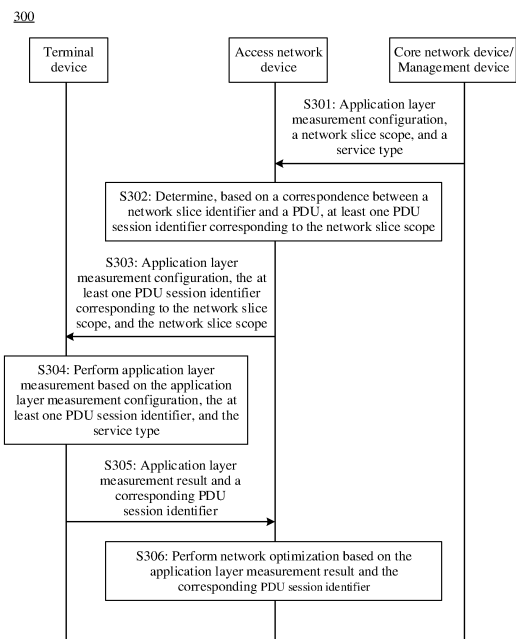 300
Terminal
device
Access network
device
Core network device/
Management device
S301: Application layer
measurement configuration,
a network slice scope, and a
service type
S302: Determine, based on a correspondence between a
network slice identifier and a PDU, at least one PDU
session identifier corresponding to the network slice scope
S303: Application layer
measurement configuration, the at
least one PDU session identifier
corresponding to the network slice
scope, and the network slice scope
S304: Perform application layer
measurement based on the application
layer measurement configuration, the at
least one PDU session identifier, and the
service type
S305: Application layer
measurement result and a
corresponding PDU
session identifier
S306: Perform network optimization based on the
application layer measurement result and the
corresponding PDU session identifier